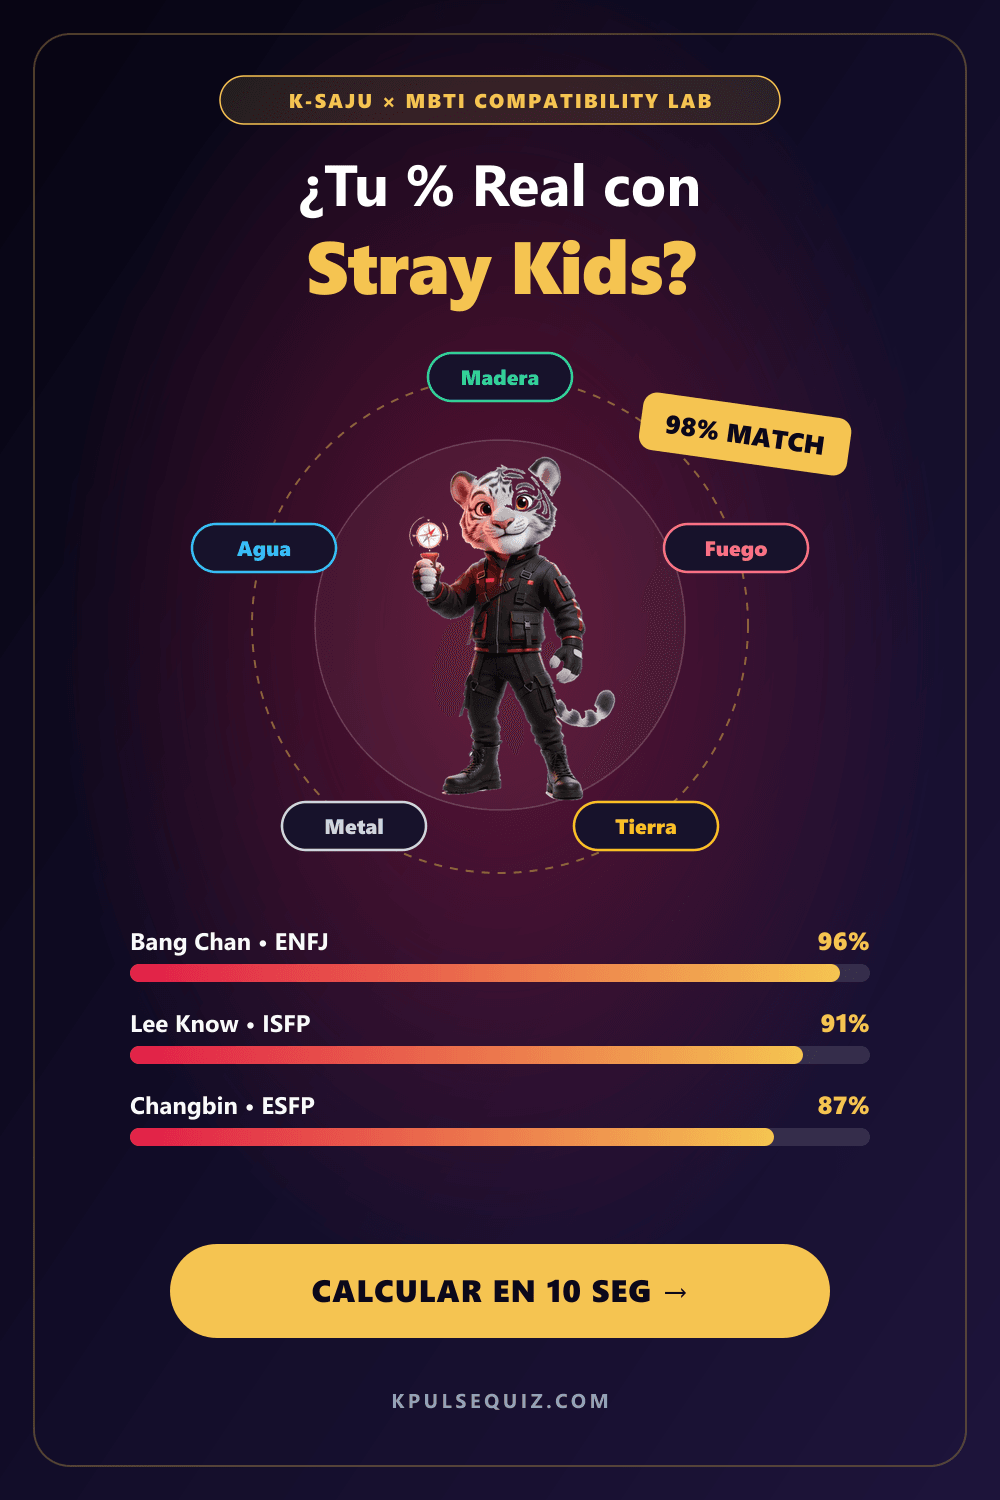 K-SAJU × MBTI COMPATIBILITY LAB
¿Tu % Real con
Stray Kids?
Madera
98% MATCH
Agua
Fuego
Metal
Tierra
Bang Chan • ENFJ 96%
Lee Know • ISFP 91%
Changbin • ESFP 87%
CALCULAR EN 10 SEG →
KPULSEQUIZ.COM